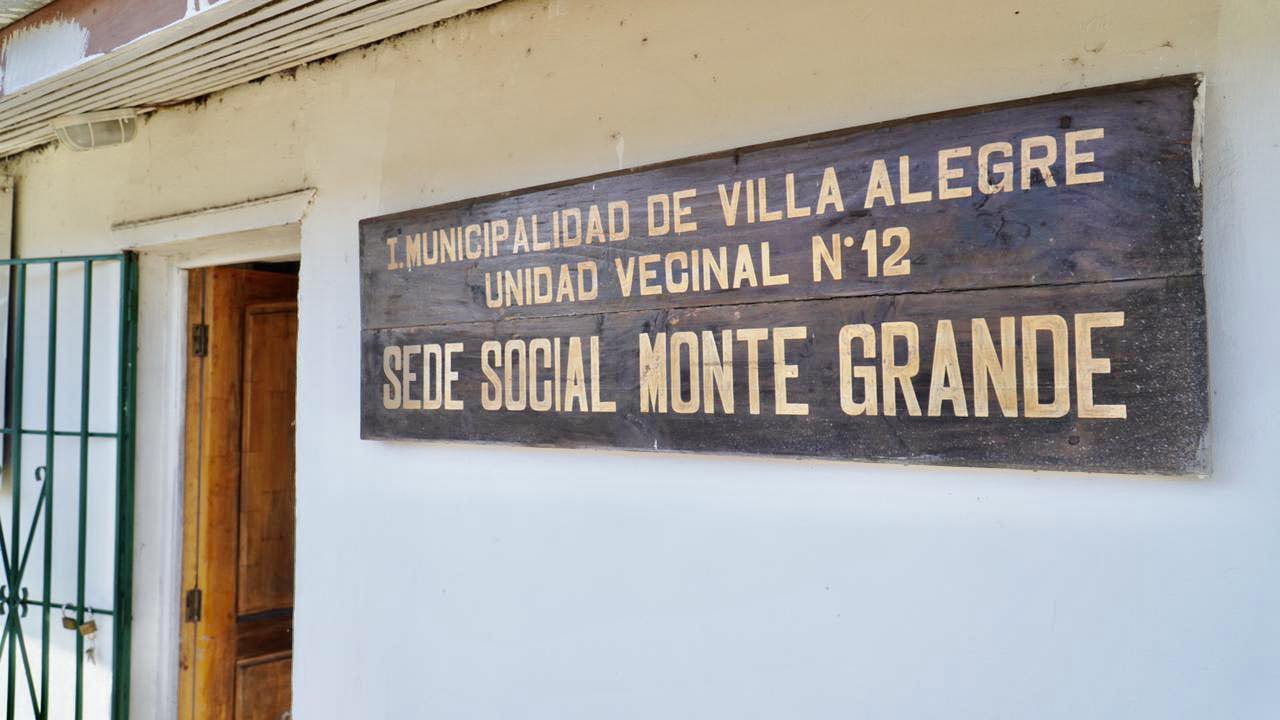 I. MUNICIPALIDAD DE VILLA ALEGRE
UNIDAD VECINAL N° 12
SEDE SOCIAL MONTE GRANDE